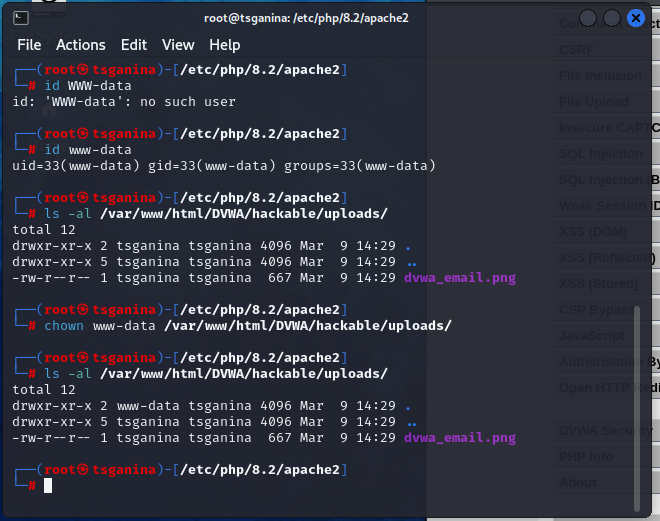 root@tsganina: /etc/php/8.2/apache2
File Actions Edit View Help
┌──(root㉿tsganina)-[/etc/php/8.2/apache2]
└─# id WWW-data
id: 'WWW-data': no such user
┌──(root㉿tsganina)-[/etc/php/8.2/apache2]
└─# id www-data
uid=33(www-data) gid=33(www-data) groups=33(www-data)
┌──(root㉿tsganina)-[/etc/php/8.2/apache2]
└─# ls -al /var/www/html/DVWA/hackable/uploads/
total 12
drwxr-xr-x 2 tsganina tsganina 4096 Mar  9 14:29 .
drwxr-xr-x 5 tsganina tsganina 4096 Mar  9 14:29 ..
-rw-r--r-- 1 tsganina tsganina  667 Mar  9 14:29 dvwa_email.png
┌──(root㉿tsganina)-[/etc/php/8.2/apache2]
└─# chown www-data /var/www/html/DVWA/hackable/uploads/
┌──(root㉿tsganina)-[/etc/php/8.2/apache2]
└─# ls -al /var/www/html/DVWA/hackable/uploads/
total 12
drwxr-xr-x 2 www-data tsganina 4096 Mar  9 14:29 .
drwxr-xr-x 5 tsganina tsganina 4096 Mar  9 14:29 ..
-rw-r--r-- 1 tsganina tsganina  667 Mar  9 14:29 dvwa_email.png
┌──(root㉿tsganina)-[/etc/php/8.2/apache2]
└─#
CSRF
File Inclusion
File Upload
Insecure CAPTC
SQL Injection
SQL Injection (B
Weak Session ID
XSS (DOM)
XSS (Reflected)
XSS (Stored)
CSP Bypass
JavaScript
Authorisation By
Open HTTP Redi
DVWA Security
PHP Info
About